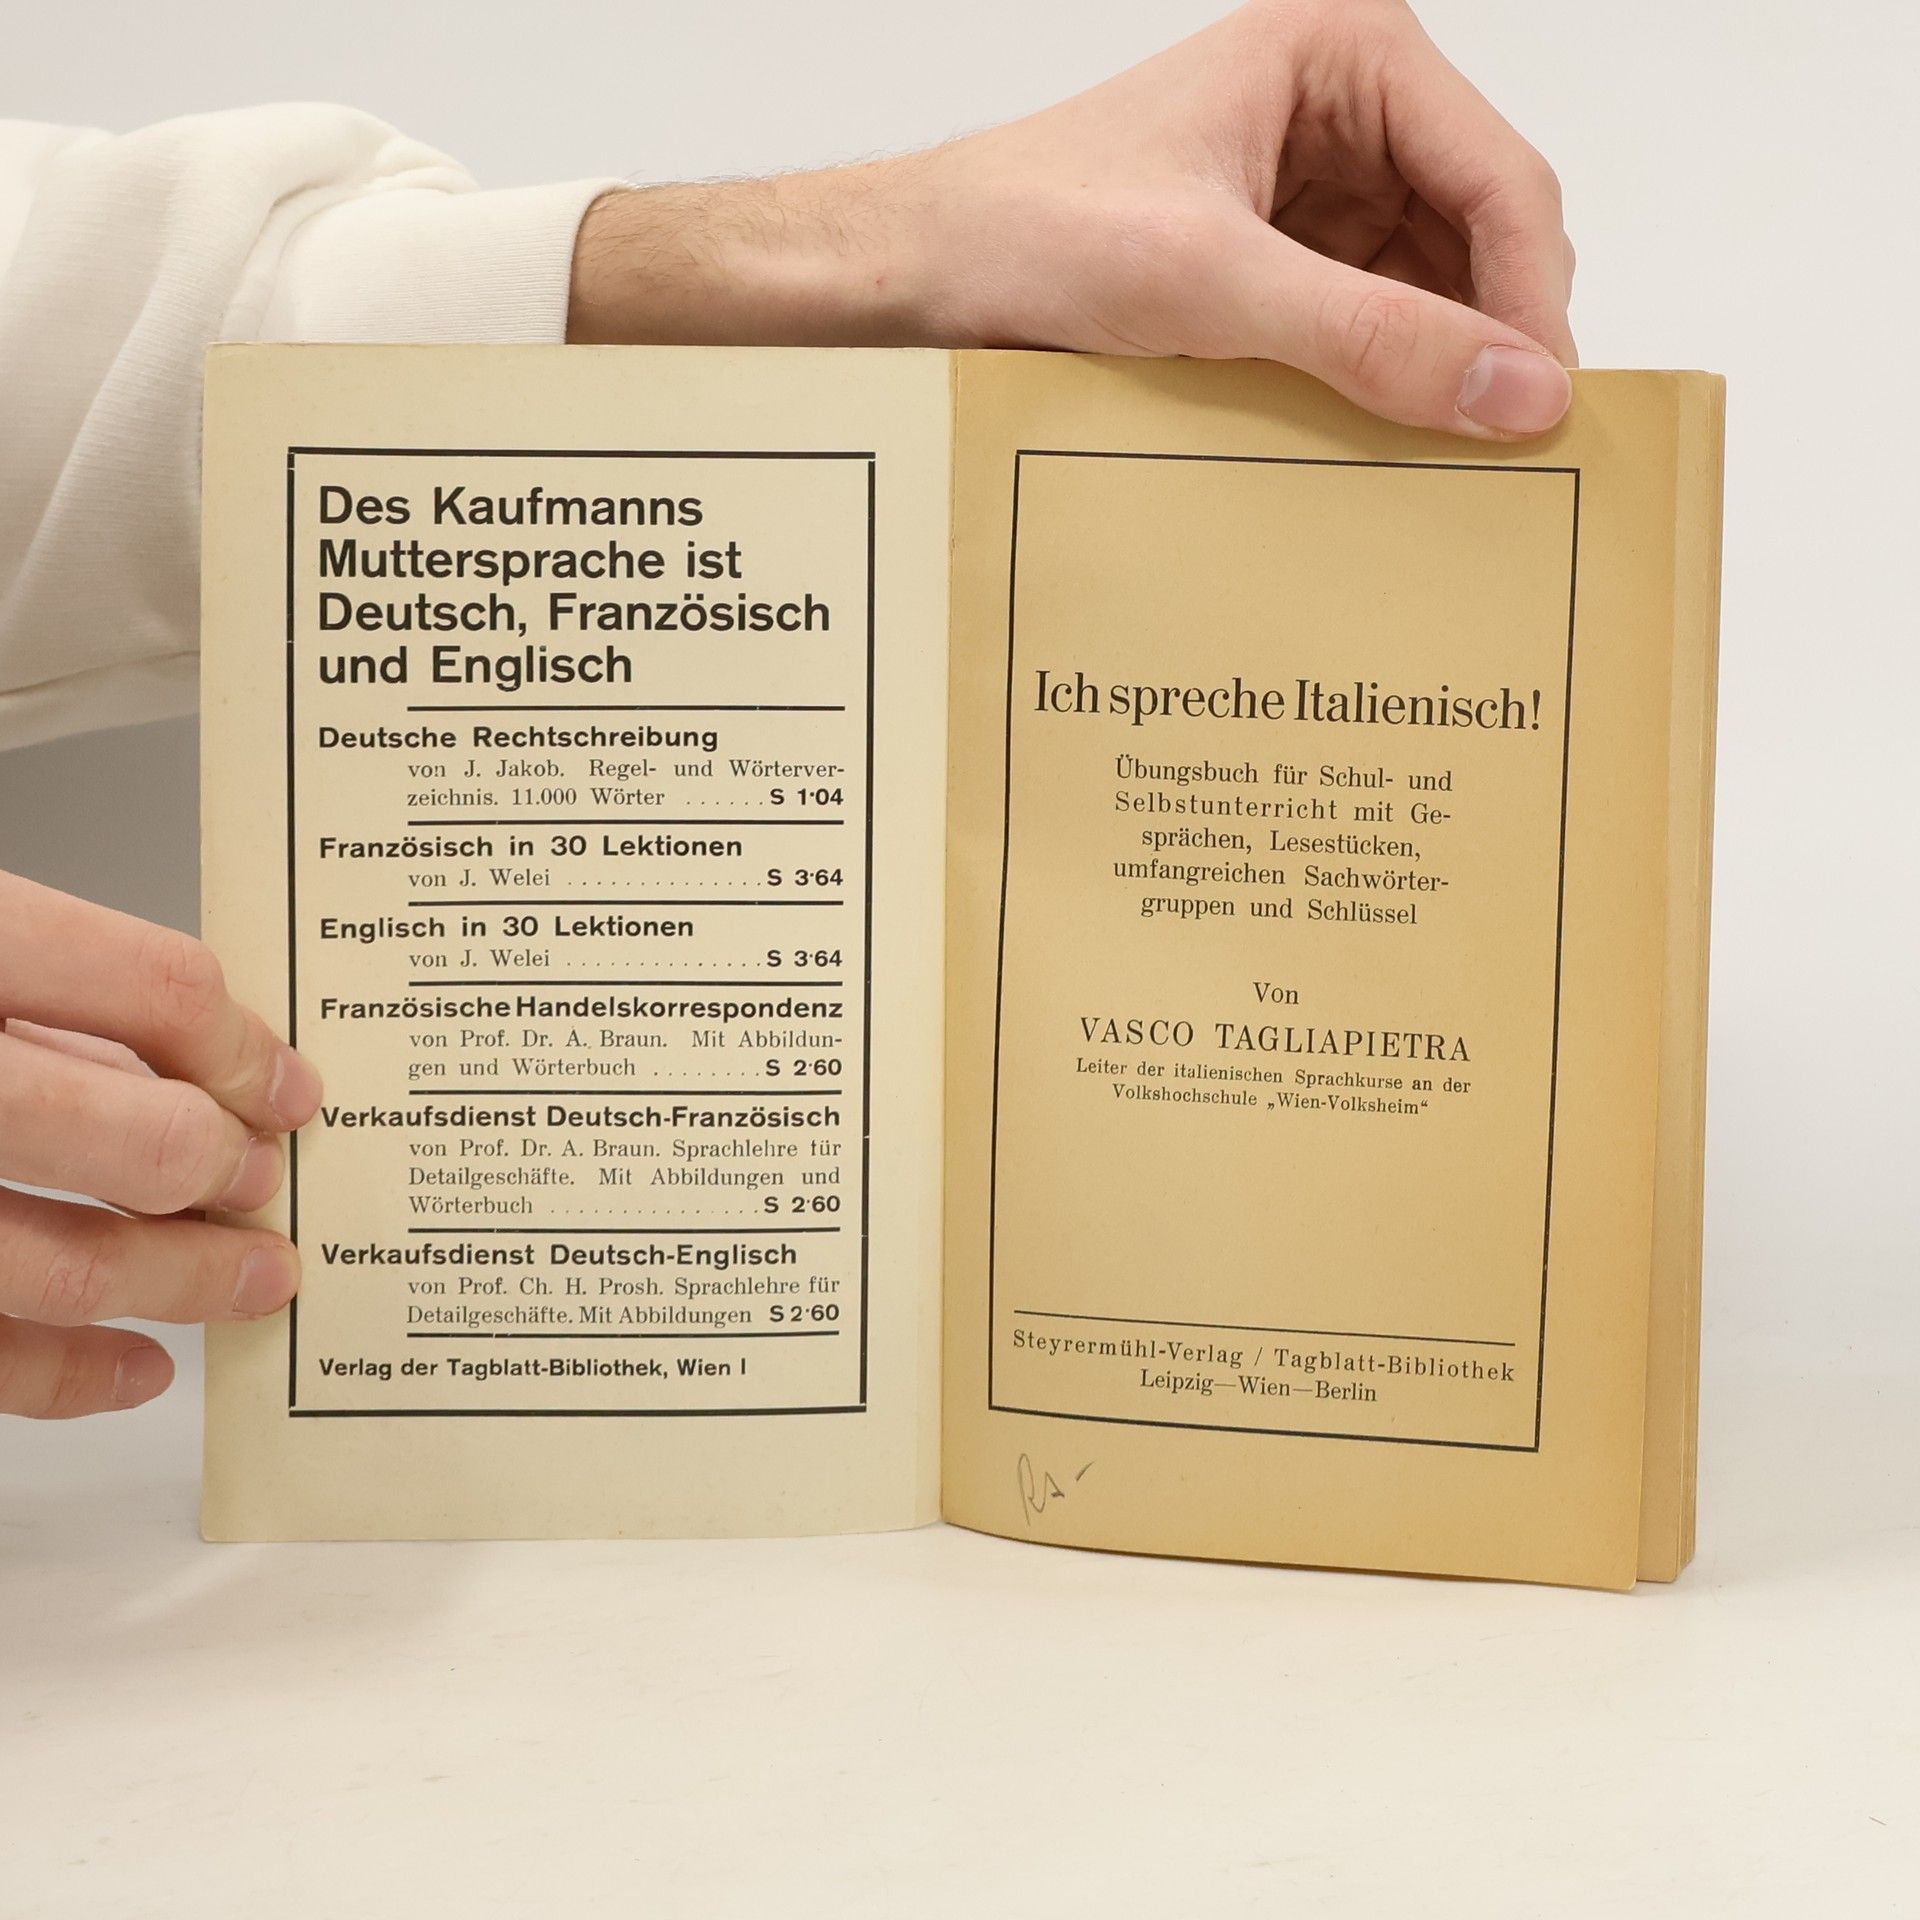 Des Kaufmanns
Muttersprache ist
Deutsch, Französisch
und Englisch
Deutsche Rechtschreibung
von J. Jakob. Regel- und Wörterver-
zeichnis. 11.000 Wörter ...... S 1·04
Französisch in 30 Lektionen
von J. Welei .............. S 3·64
Englisch in 30 Lektionen
von J. Welei .............. S 3·64
Französische Handelskorrespondenz
von Prof. Dr. A. Braun. Mit Abbildun-
gen und Wörterbuch ........ S 2·60
Verkaufsdienst Deutsch-Französisch
von Prof. Dr. A. Braun. Sprachlehre für
Detailgeschäfte. Mit Abbildungen und
Wörterbuch ............... S 2·60
Verkaufsdienst Deutsch-Englisch
von Prof. Ch. H. Prosh. Sprachlehre für
Detailgeschäfte. Mit Abbildungen S 2·60
Verlag der Tagblatt-Bibliothek, Wien I
Ich spreche Italienisch!
Übungsbuch für Schul- und
Selbstunterricht mit Ge-
sprächen, Lesestücken,
umfangreichen Sachwörter-
gruppen und Schlüssel
Von
VASCO TAGLIAPIETRA
Leiter der italienischen Sprachkurse an der
Volkshochschule „Wien-Volksheim“
Steyrermühl-Verlag / Tagblatt-Bibliothek
Leipzig—Wien—Berlin